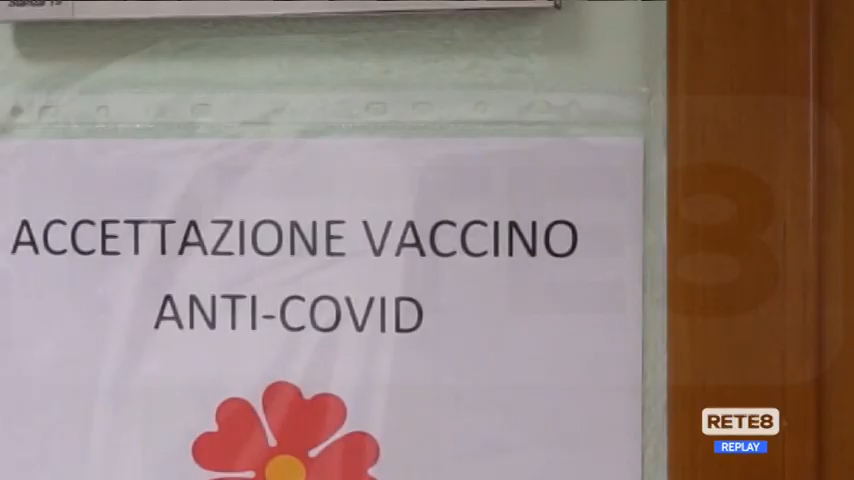 ACCETTAZIONE VACCINO
ANTI-COVID
RETE8
REPLAY